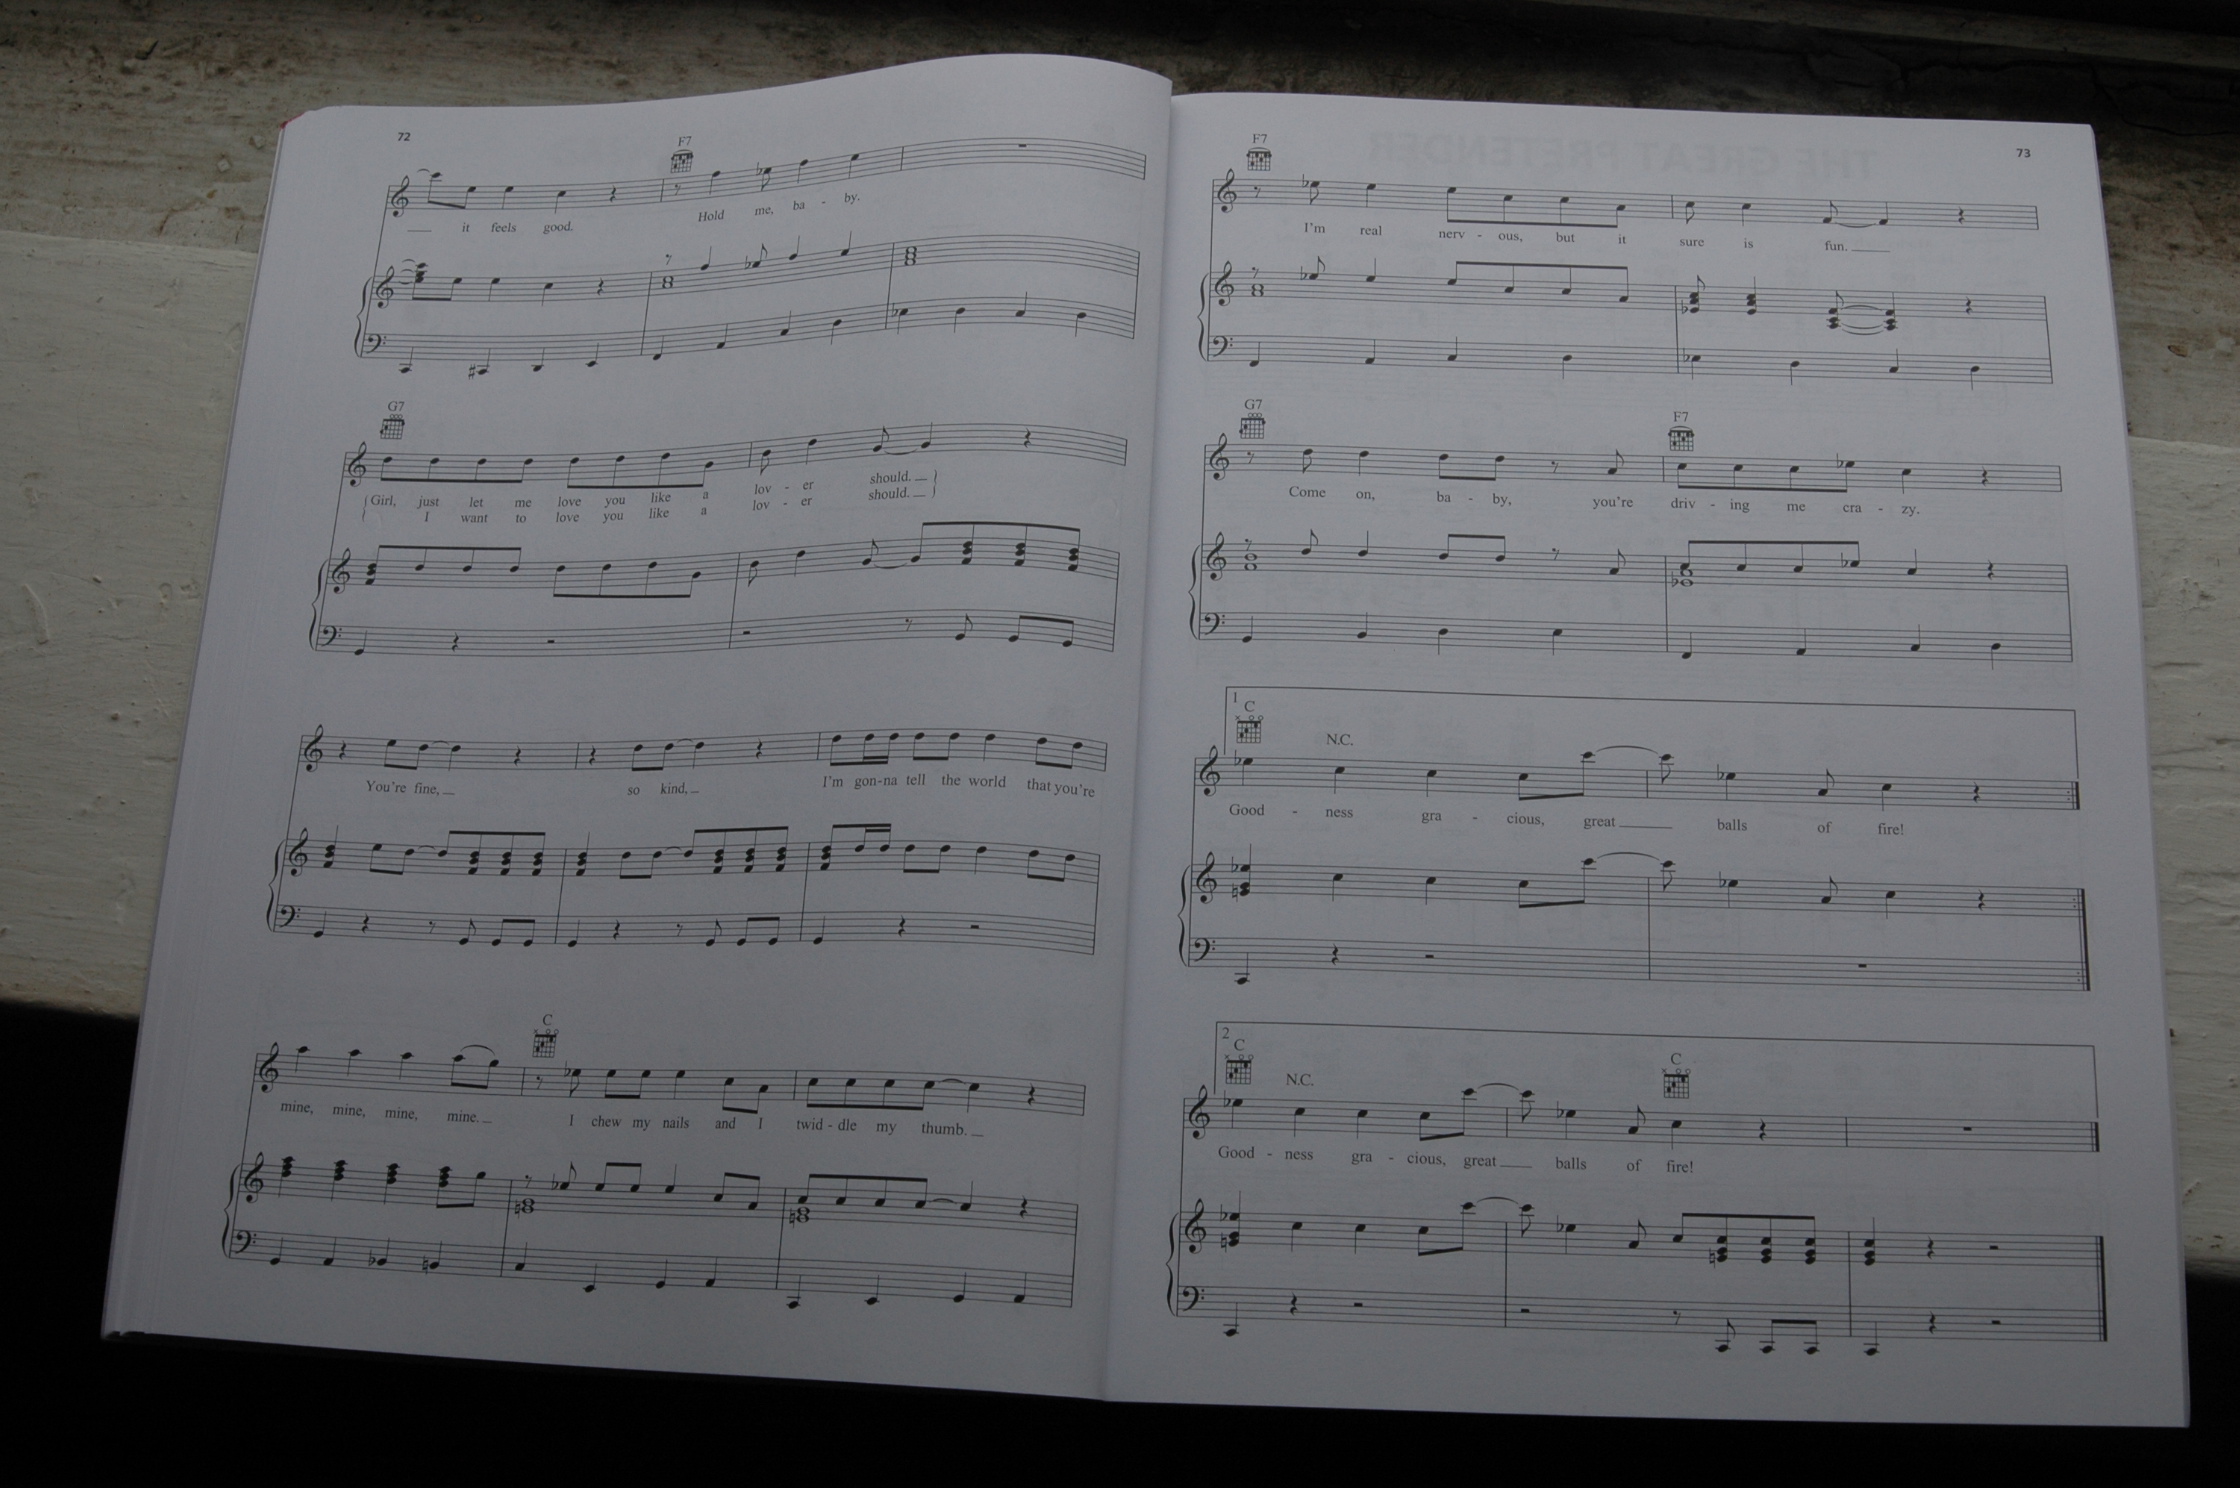 72
F7
it feels good. Hold me, ba - by.
G7
Girl, just let me love you like a lov - er should.
I want to love you like a lov - er should.
You're fine, so kind, I'm gon-na tell the world that you're
C
mine, mine, mine, mine. I chew my nails and I twid - dle my thumb.
73
F7
I'm real nerv - ous, but it sure is fun.
G7 F7
Come on, ba - by, you're driv - ing me cra - zy.
1
C
N.C.
Good - ness gra - cious, great balls of fire!
2
C C
N.C.
Good - ness gra - cious, great balls of fire!
THE GREAT PRETENDER